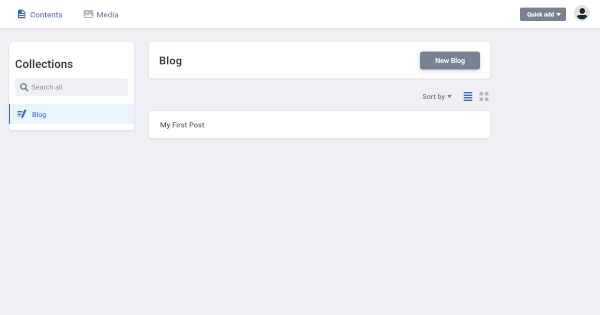 Contents
Media
Quick add
Collections
Search all
Blog
Blog
New Blog
Sort by
My First Post